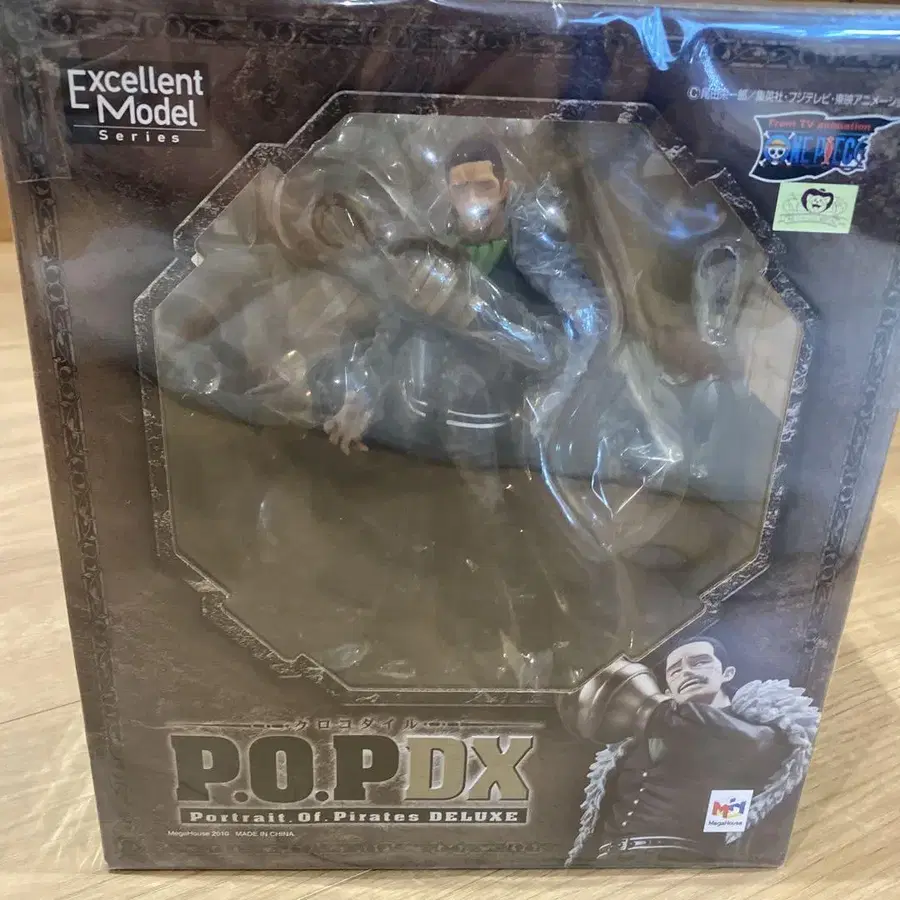 Excellent
Model
Series
©尾田栄一郎/集英社・フジテレビ・東映アニメーショ
From TV animation
ONE PIECE
クロコダイル
P.O.P DX
Portrait. Of. Pirates DELUXE
MegaHouse 2010 MADE IN CHINA
MegaHouse